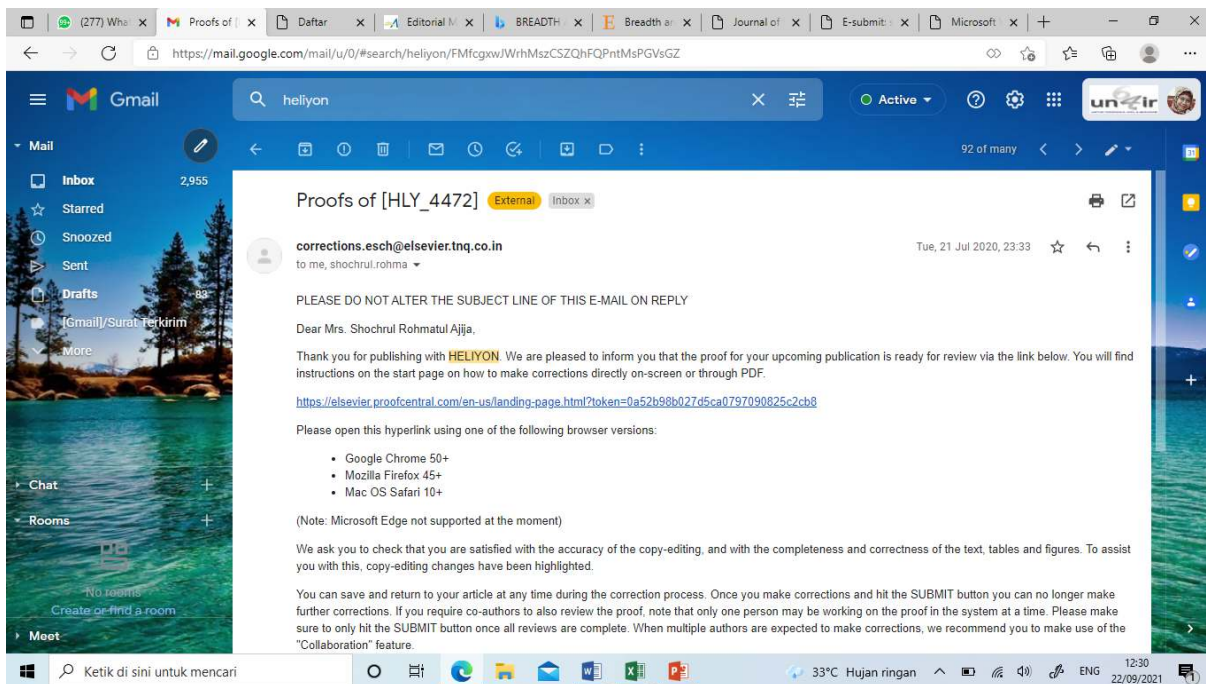 (277) Wha
Proofs of [
Daftar
Editorial M
BREADTH
Breadth an
Journal of
E-submit:
Microsoft
https://mail.google.com/mail/u/0/#search/heliyon/FMfcgxwJWrhMszCSZQhFQPntMsPGVsGZ
Gmail
heliyon
Active
Mail
92 of many
Inbox 2,955
Starred
Snoozed
Sent
Drafts 83
[Gmail]/Surat Terkirim
More
Chat
Rooms
No rooms
Create or find a room
Meet
Proofs of [HLY_4472] External Inbox x
corrections.esch@elsevier.tnq.co.in Tue, 21 Jul 2020, 23:33
to me, shochrul.rohma
PLEASE DO NOT ALTER THE SUBJECT LINE OF THIS E-MAIL ON REPLY
Dear Mrs. Shochrul Rohmatul Ajija,
Thank you for publishing with HELIYON. We are pleased to inform you that the proof for your upcoming publication is ready for review via the link below. You will find
instructions on the start page on how to make corrections directly on-screen or through PDF.
https://elsevier.proofcentral.com/en-us/landing-page.html?token=0a52b98b027d5ca0797090825c2cb8
Please open this hyperlink using one of the following browser versions:
• Google Chrome 50+
• Mozilla Firefox 45+
• Mac OS Safari 10+
(Note: Microsoft Edge not supported at the moment)
We ask you to check that you are satisfied with the accuracy of the copy-editing, and with the completeness and correctness of the text, tables and figures. To assist
you with this, copy-editing changes have been highlighted.
You can save and return to your article at any time during the correction process. Once you make corrections and hit the SUBMIT button you can no longer make
further corrections. If you require co-authors to also review the proof, note that only one person may be working on the proof in the system at a time. Please make
sure to only hit the SUBMIT button once all reviews are complete. When multiple authors are expected to make corrections, we recommend you to make use of the
"Collaboration" feature.
Ketik di sini untuk mencari
33°C Hujan ringan
ENG
12:30
22/09/2021